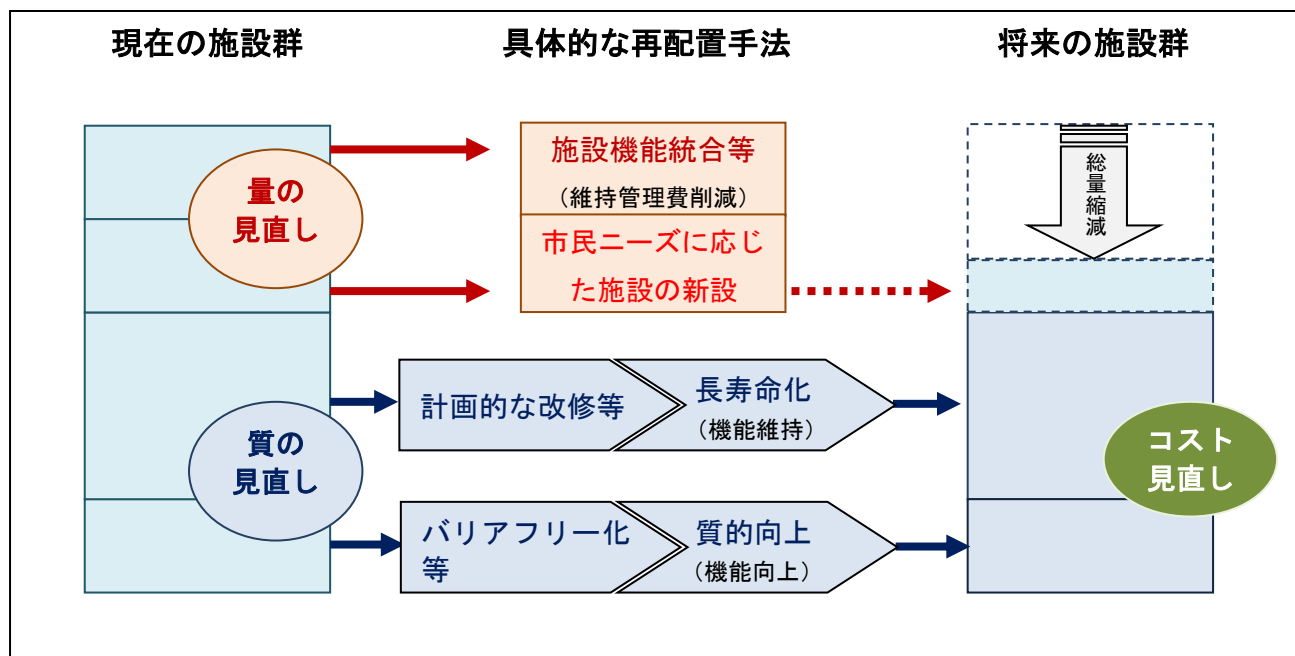 現在の施設群
具体的な再配置手法
将来の施設群
量の
見直し
施設機能統合等
（維持管理費削減）
市民ニーズに応じ
た施設の新設
総量縮減
質の
見直し
計画的な改修等
長寿命化
（機能維持）
バリアフリー化
等
質的向上
（機能向上）
コスト
見直し